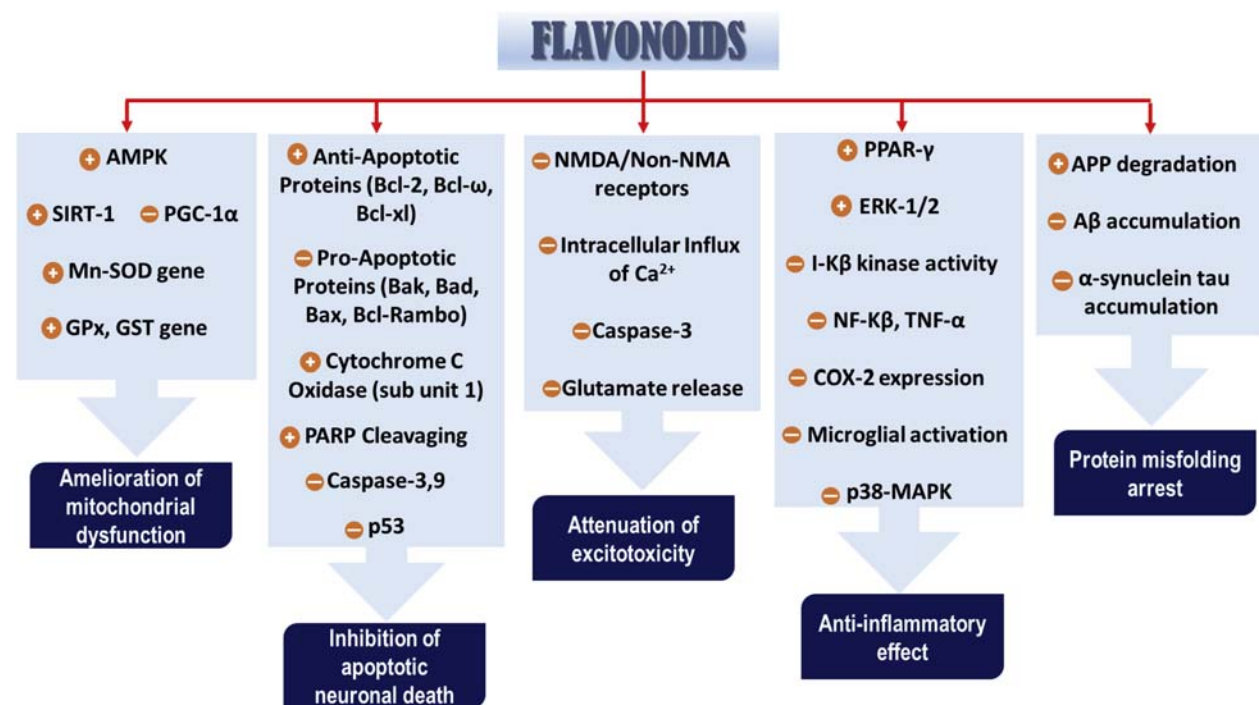 FLAVONOIDS
+ AMPK
+ SIRT-1 − PGC-1α
+ Mn-SOD gene
+ GPx, GST gene
Amelioration of
mitochondrial
dysfunction
+ Anti-Apoptotic
Proteins (Bcl-2, Bcl-ω,
Bcl-xl)
− Pro-Apoptotic
Proteins (Bak, Bad,
Bax, Bcl-Rambo)
+ Cytochrome C
Oxidase (sub unit 1)
+ PARP Cleavaging
− Caspase-3,9
− p53
Inhibition of
apoptotic
neuronal death
− NMDA/Non-NMA
receptors
− Intracellular Influx
of Ca²⁺
− Caspase-3
− Glutamate release
Attenuation of
excitotoxicity
+ PPAR-γ
+ ERK-1/2
− I-Kβ kinase activity
− NF-Kβ, TNF-α
− COX-2 expression
− Microglial activation
− p38-MAPK
Anti-inflammatory
effect
+ APP degradation
− Aβ accumulation
− α-synuclein tau
accumulation
Protein misfolding
arrest